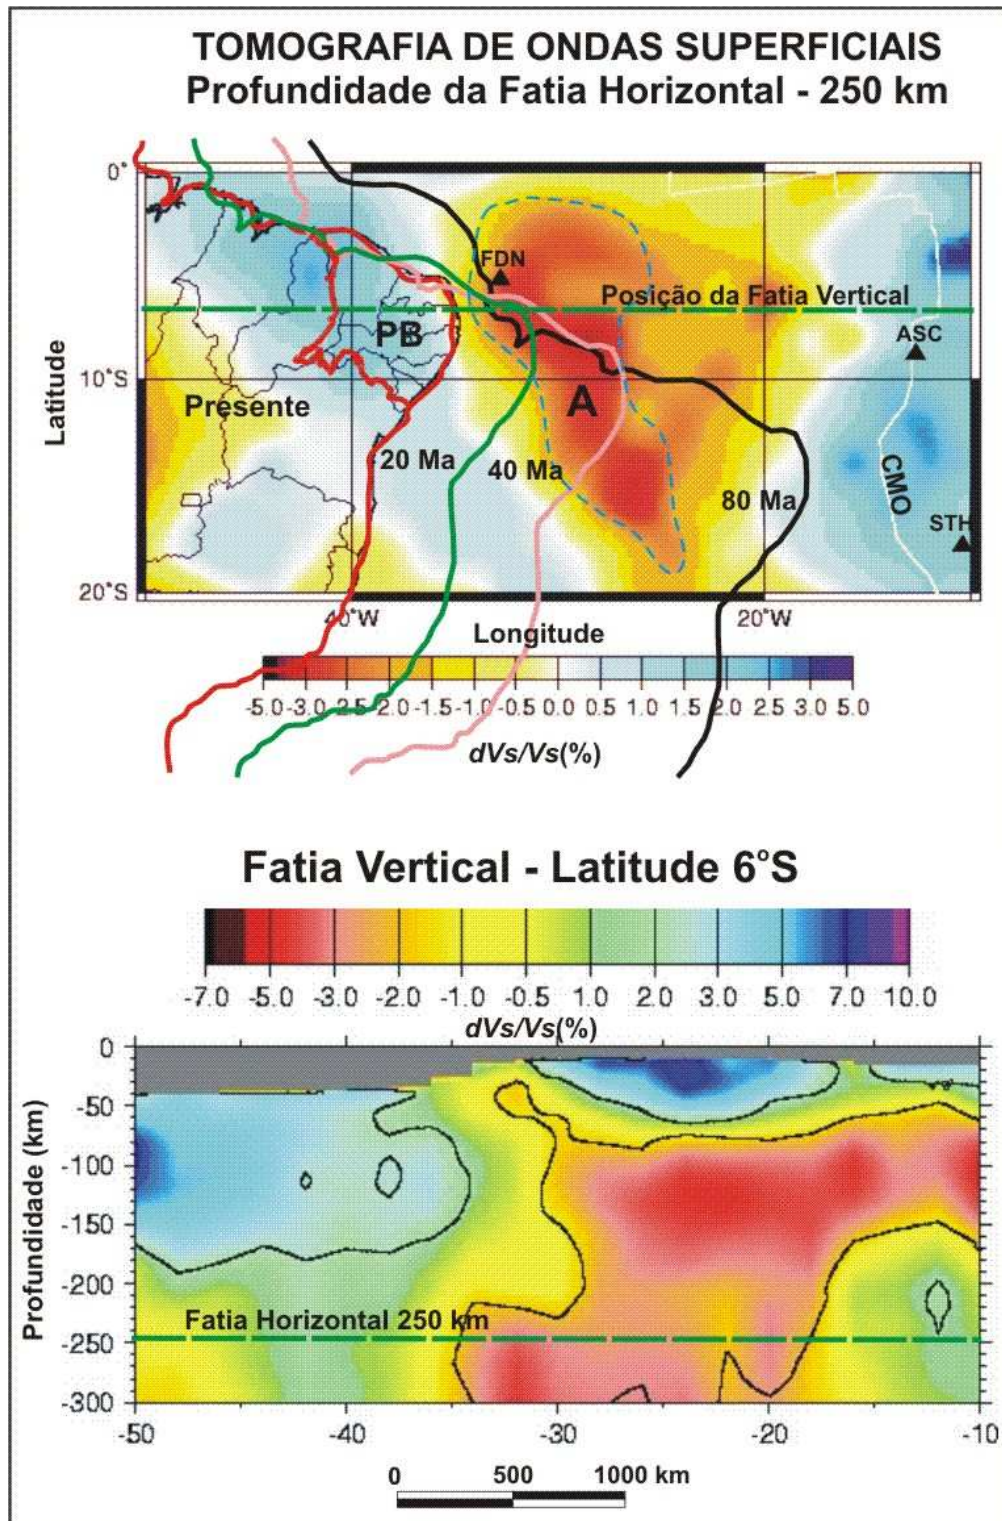 TOMOGRAFIA DE ONDAS SUPERFICIAIS
Profundidade da Fatia Horizontal - 250 km
0°
FDN
Posição da Fatia Vertical
ASC
PB
Latitude
10°S
A
Presente
20 Ma
40 Ma
80 Ma
CMO
STH
20°S
40°W
20°W
Longitude
-5.0 -3.0 -2.5 -2.0 -1.5 -1.0 -0.5 0.0 0.5 1.0 1.5 2.0 2.5 3.0 5.0
dVs/Vs(%)
Fatia Vertical - Latitude 6°S
-7.0 -5.0 -3.0 -2.0 -1.0 -0.5 1.0 2.0 3.0 5.0 7.0 10.0
dVs/Vs(%)
Profundidade (km)
0
-50
-100
-150
-200
-250
-300
Fatia Horizontal 250 km
-50 -40 -30 -20 -10
0 500 1000 km